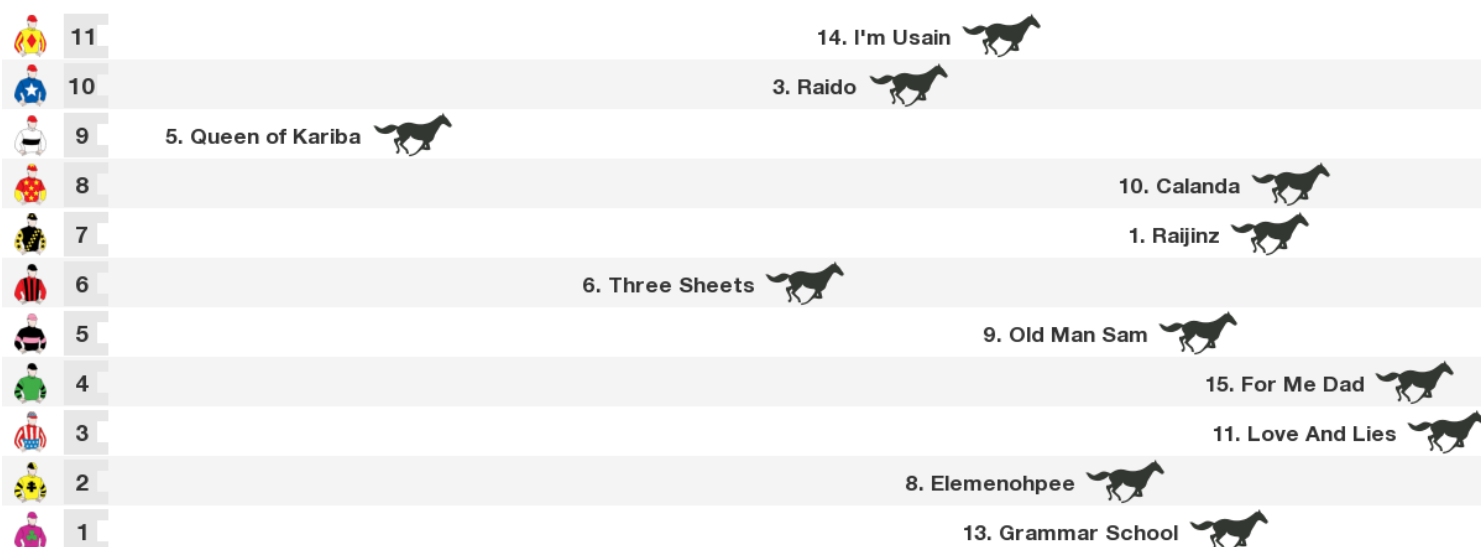 11 14. I'm Usain
10 3. Raido
9 5. Queen of Kariba
8 10. Calanda
7 1. Raijinz
6 6. Three Sheets
5 9. Old Man Sam
4 15. For Me Dad
3 11. Love And Lies
2 8. Elemenohpee
1 13. Grammar School